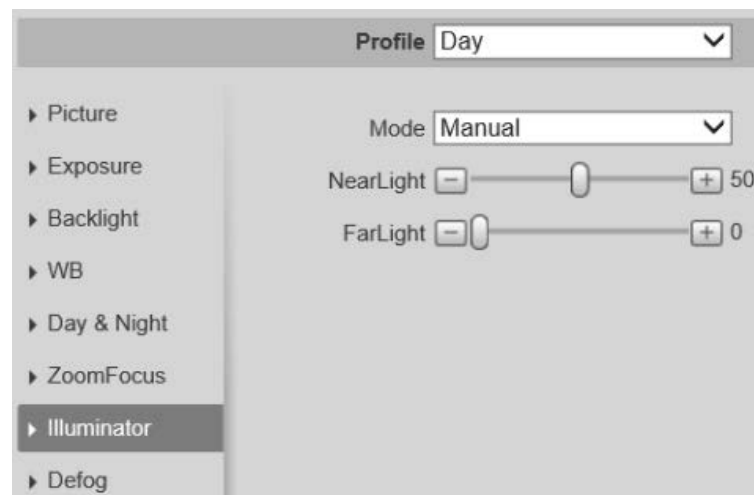 Profile Day
Picture
Mode Manual
Exposure
NearLight 50
Backlight
FarLight 0
WB
Day & Night
ZoomFocus
Illuminator
Defog